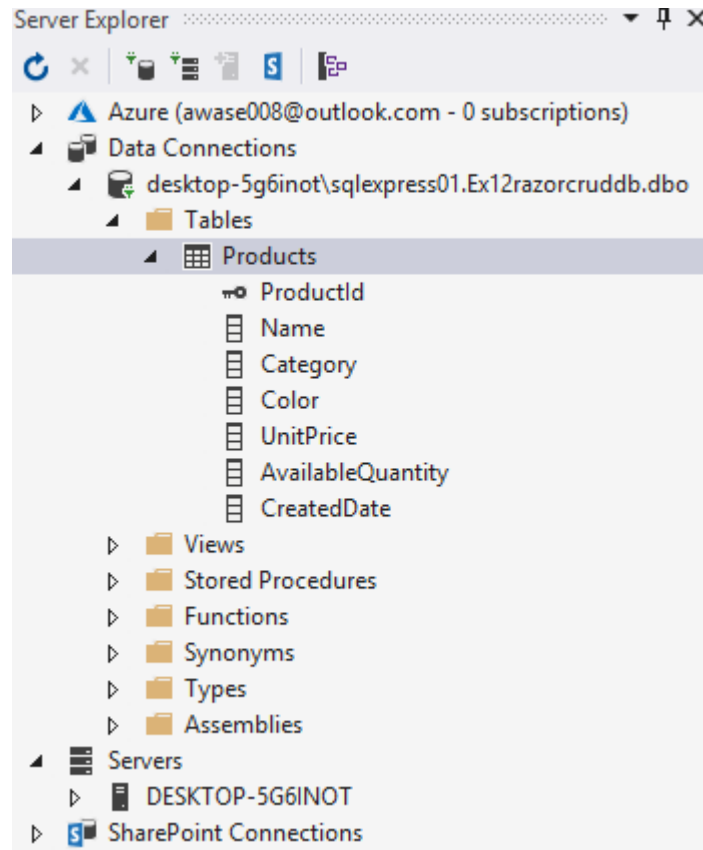 Server Explorer
Azure (awase008@outlook.com - 0 subscriptions)
Data Connections
desktop-5g6inot\sqlexpress01.Ex12razorcruddb.dbo
Tables
Products
ProductId
Name
Category
Color
UnitPrice
AvailableQuantity
CreatedDate
Views
Stored Procedures
Functions
Synonyms
Types
Assemblies
Servers
DESKTOP-5G6INOT
SharePoint Connections